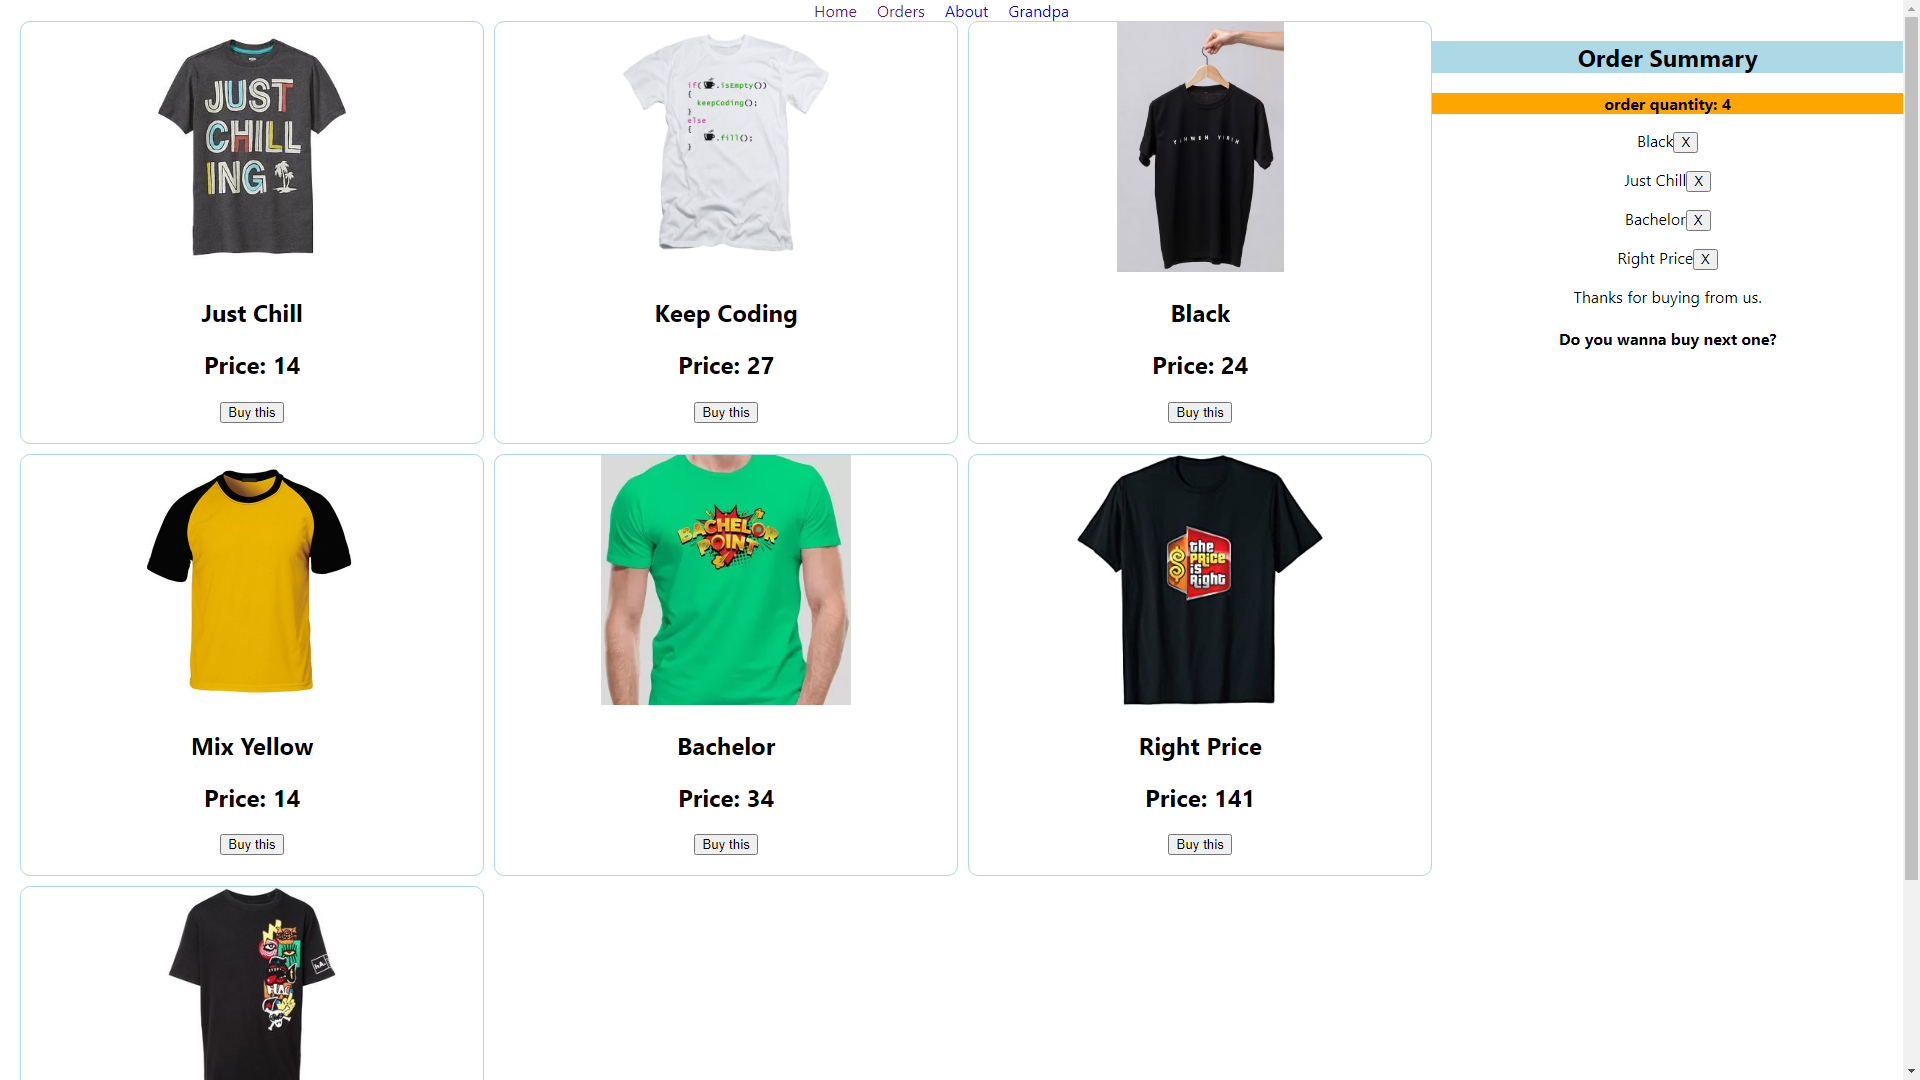 Home Orders About Grandpa
JUST
CHILL
ING
Just Chill
Price: 14
Buy this
if( .isEmpty())
{
keepCoding();
}
else
{
.fill();
}
Keep Coding
Price: 27
Buy this
Black
Price: 24
Buy this
Mix Yellow
Price: 14
Buy this
BACHELOR
POINT
Bachelor
Price: 34
Buy this
the
PRICE
is
Right
Right Price
Price: 141
Buy this
Order Summary
order quantity: 4
Black X
Just Chill X
Bachelor X
Right Price X
Thanks for buying from us.
Do you wanna buy next one?